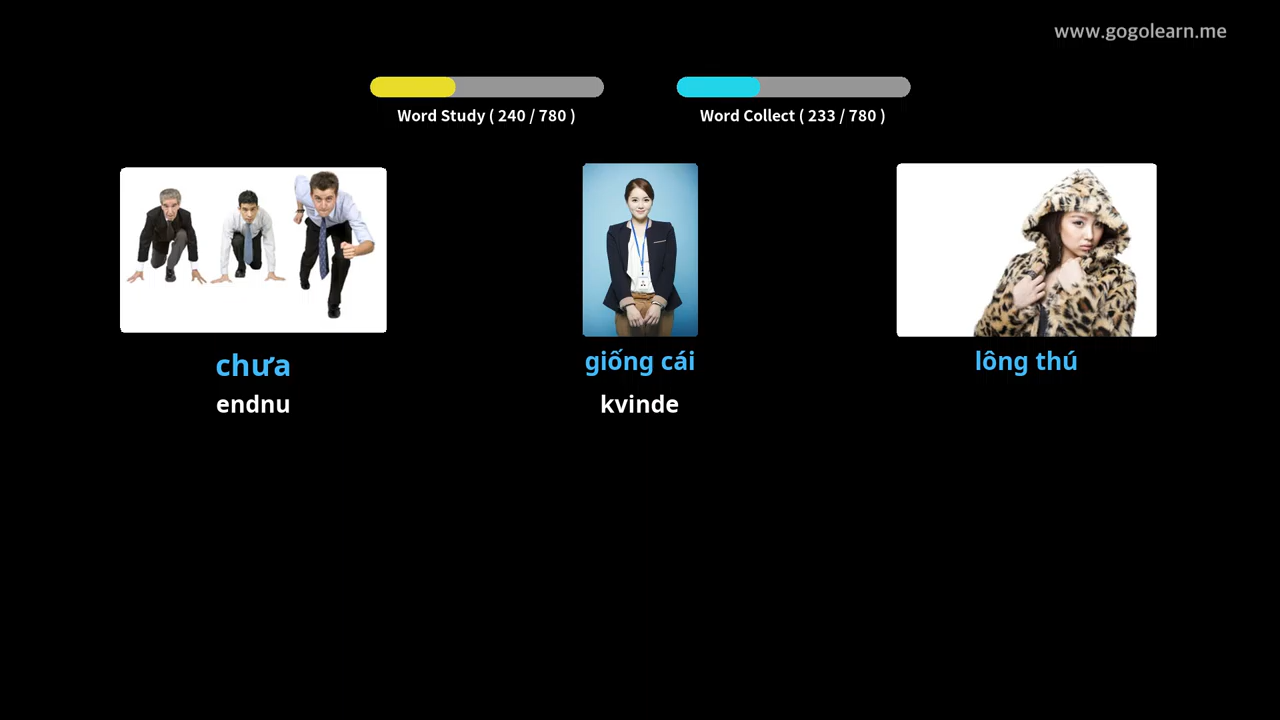 www.gogolearn.me
Word Study ( 240 / 780 )
Word Collect ( 233 / 780 )
chưa
giống cái
lông thú
endnu
kvinde